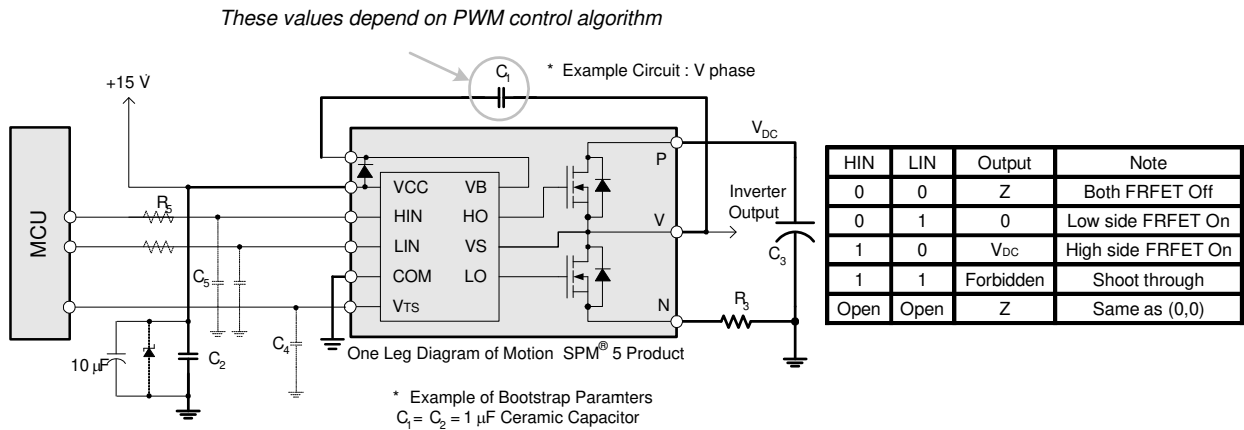 These values depend on PWM control algorithm
C1
* Example Circuit : V phase
+15 V
VDC
P
MCU
R5
VCC VB
HIN HO
LIN VS
COM LO
VTS
Inverter
Output
V
C3
C5
N
R3
C4
10 µF
C2
One Leg Diagram of Motion SPM® 5 Product
* Example of Bootstrap Paramters
C1 = C2 = 1 µF Ceramic Capacitor
HIN LIN Output Note
0 0 Z Both FRFET Off
0 1 0 Low side FRFET On
1 0 VDC High side FRFET On
1 1 Forbidden Shoot through
Open Open Z Same as (0,0)